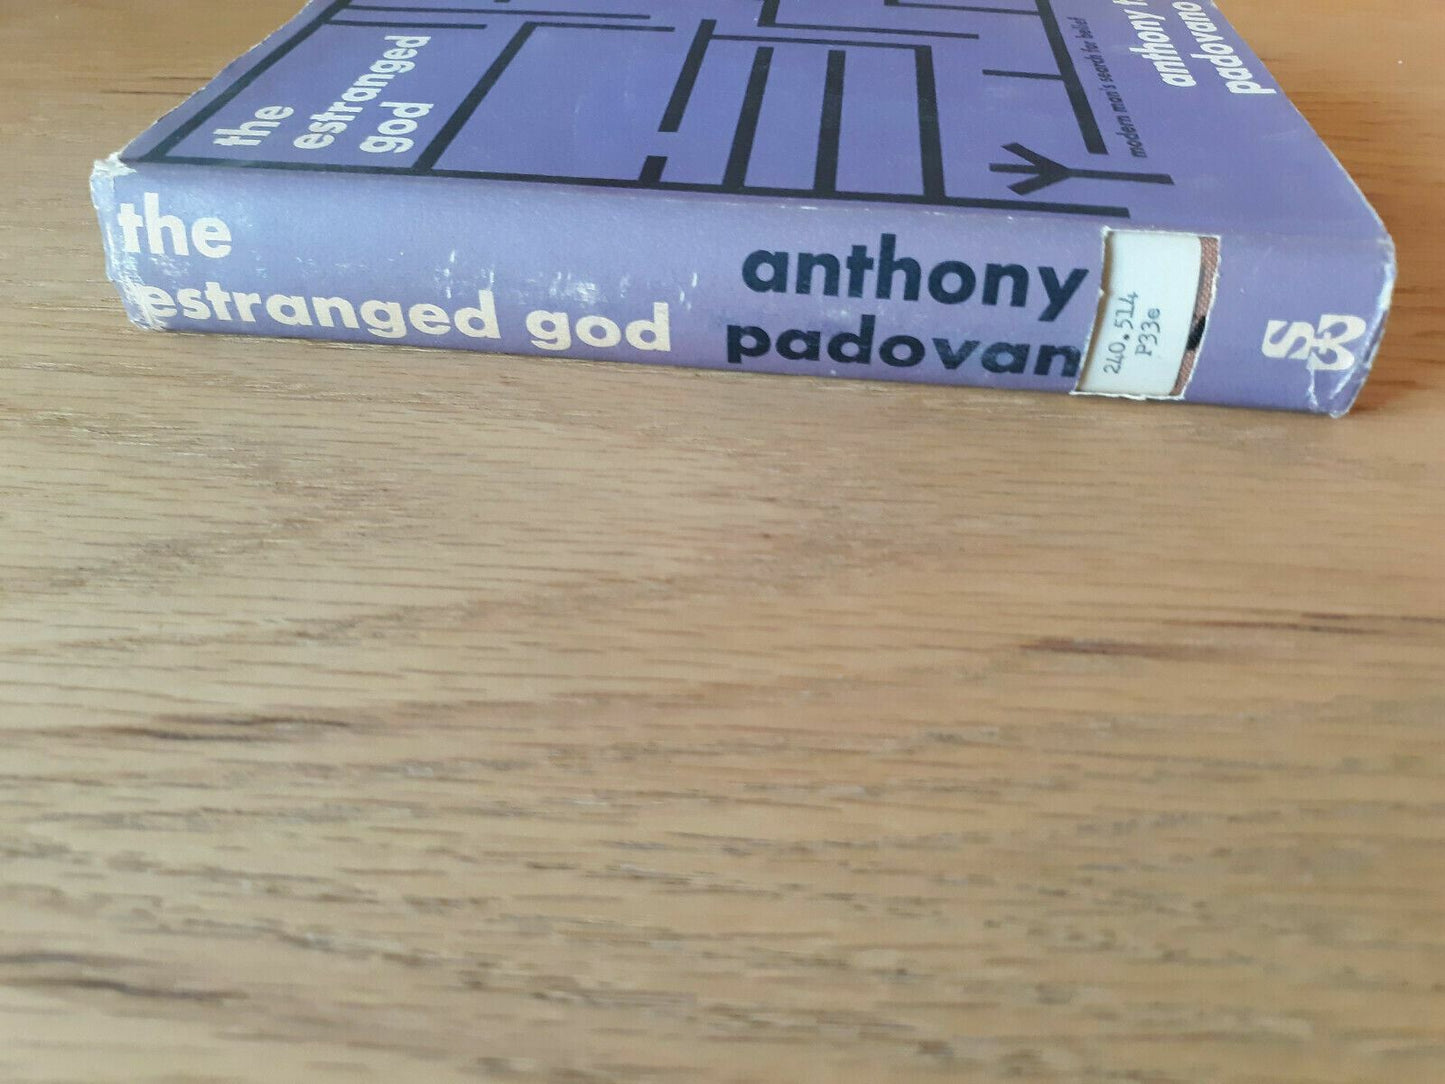 the
estranged
god
modern man's search for belief
anthony
padovano
the
estranged god
anthony
padovan
240.514
P33e